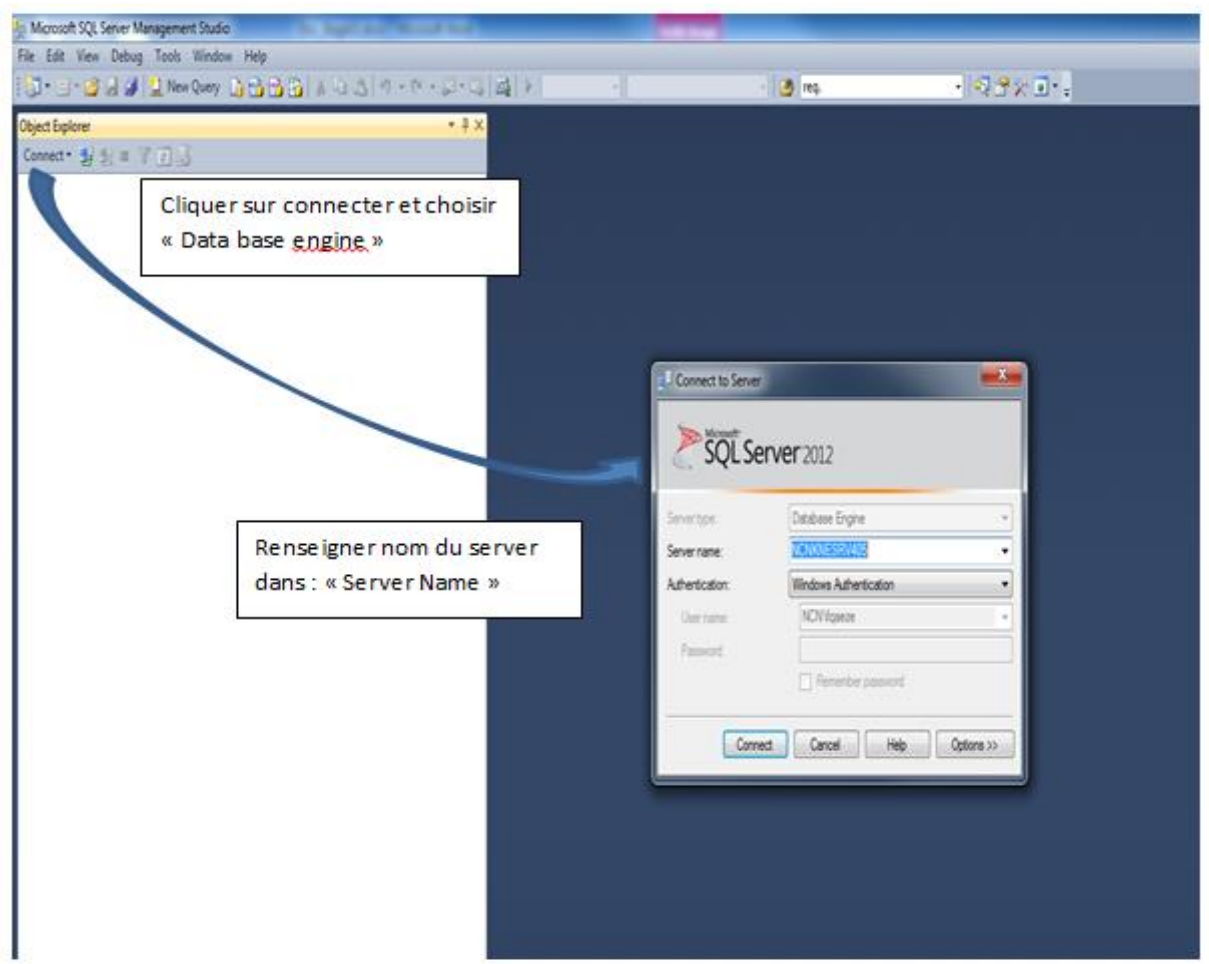 Microsoft SQL Server Management Studio
File Edit View Debug Tools Window Help
New Query
req.
Object Explorer
Connect
Cliquer sur connecter et choisir
« Data base engine »
Connect to Server
Microsoft
SQL Server 2012
Server type: Database Engine
Server name:
Authentication: Windows Authentication
User name:
Password:
Remember password
Connect Cancel Help Options >>
Renseigner nom du server
dans : « Server Name »